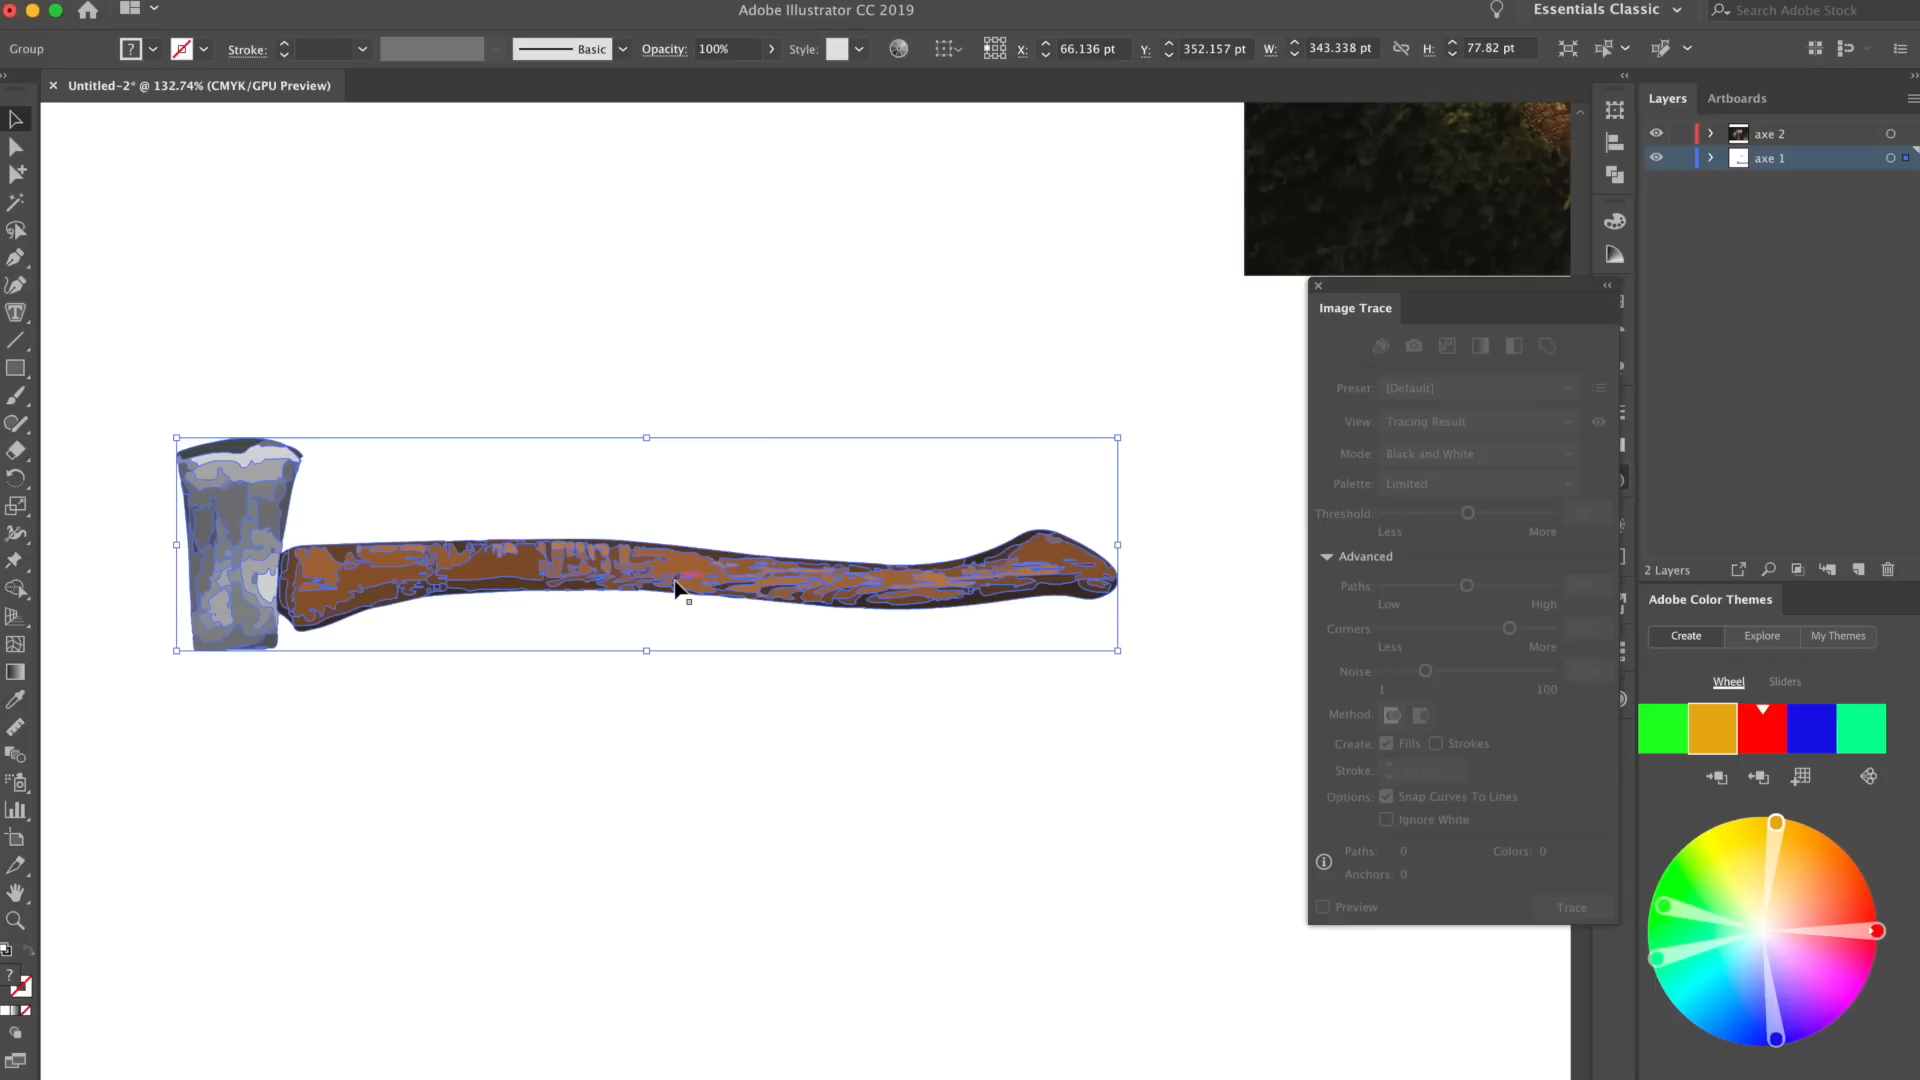 Adobe Illustrator CC 2019
Essentials Classic
Search Adobe Stock
Group
?
Stroke:
Basic
Opacity:
100%
Style:
X:
66.136 pt
Y:
352.157 pt
W:
343.338 pt
H:
77.82 pt
Untitled-2* @ 132.74% (CMYK/GPU Preview)
Layers
Artboards
axe 2
axe 1
Image Trace
Preset:
[Default]
View:
Tracing Result
Mode:
Black and White
Palette:
Limited
Threshold:
Less
More
Advanced
Paths:
Low
High
Corners:
Less
More
Noise:
1
100
Method:
Create:
Fills
Strokes
Stroke:
Options:
Snap Curves To Lines
Ignore White
Paths:
0
Colors:
0
Anchors:
0
Preview
Trace
2 Layers
Adobe Color Themes
Create
Explore
My Themes
Wheel
Sliders
?